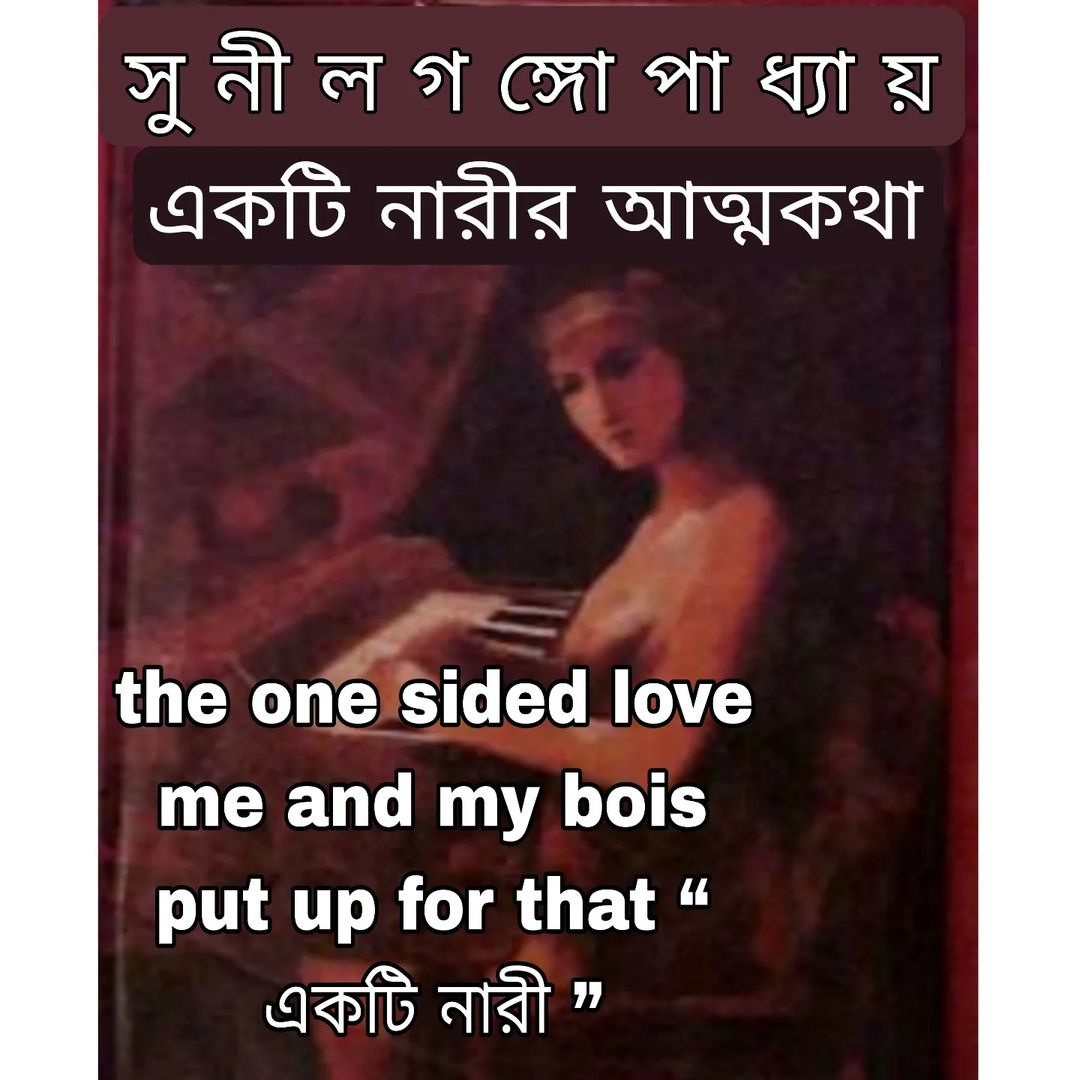 সু নী ল গ ঙ্গো পা ধ্যা য়
একটি নারীর আত্মকথা
the one sided love
me and my bois
put up for that “
একটি নারী ”